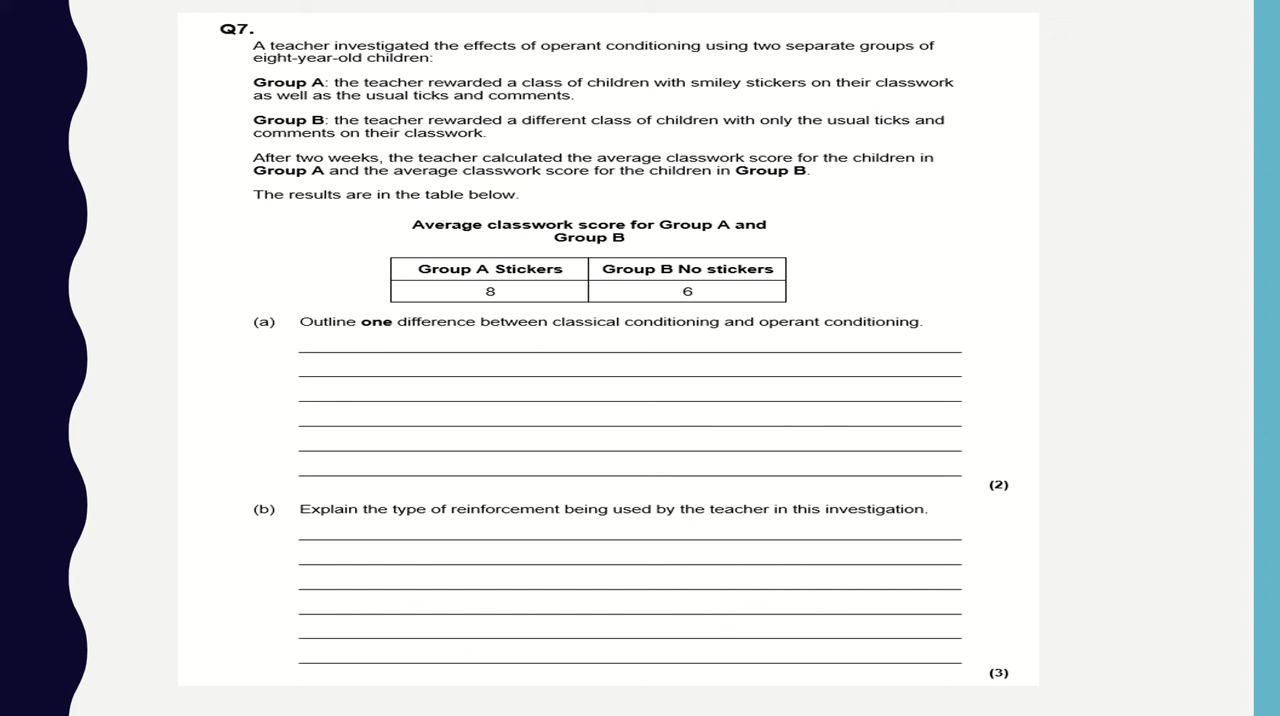 Q7.
A teacher investigated the effects of operant conditioning using two separate groups of
eight-year-old children:
Group A: the teacher rewarded a class of children with smiley stickers on their classwork
as well as the usual ticks and comments.
Group B: the teacher rewarded a different class of children with only the usual ticks and
comments on their classwork.
After two weeks, the teacher calculated the average classwork score for the children in
Group A and the average classwork score for the children in Group B.
The results are in the table below.
Average classwork score for Group A and
Group B
Group A Stickers Group B No stickers
8 6
(a) Outline one difference between classical conditioning and operant conditioning.
(2)
(b) Explain the type of reinforcement being used by the teacher in this investigation.
(3)